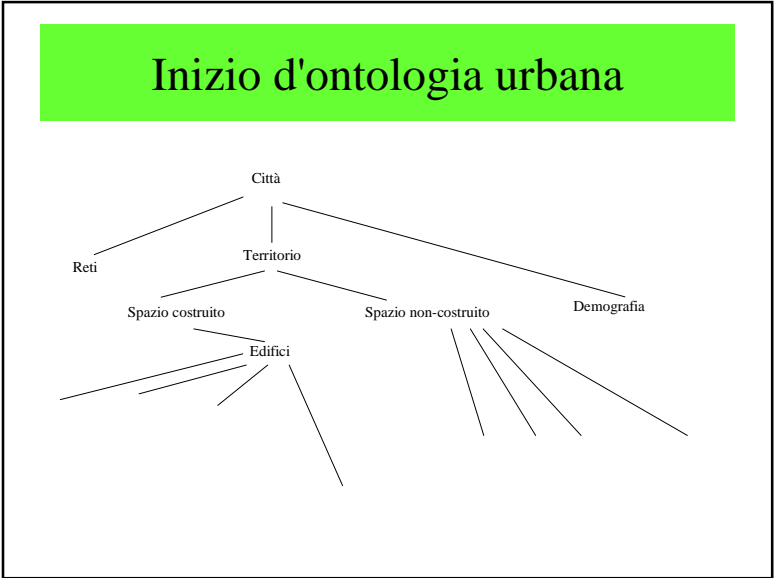 Inizio d'ontologia urbana
Città
Reti
Territorio
Spazio costruito
Spazio non-costruito
Demografia
Edifici